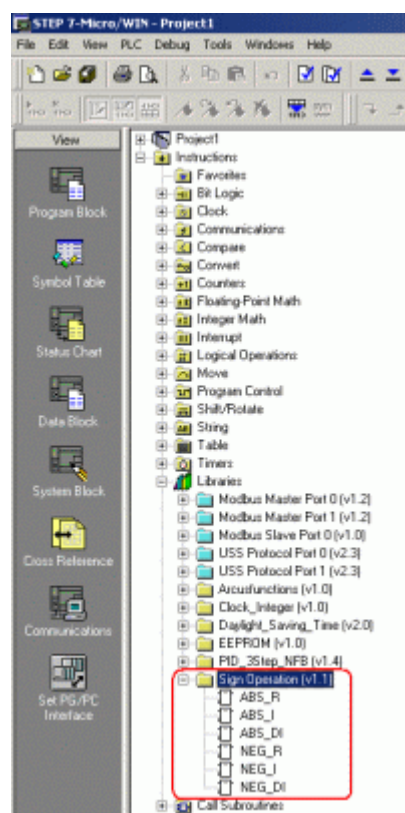 STEP 7-Micro/WIN - Project1
File Edit View PLC Debug Tools Windows Help
View
Program Block
Symbol Table
Status Chart
Data Block
System Block
Cross Reference
Communications
Set PG/PC
Interface
Project1
Instructions
Favorites
Bit Logic
Clock
Communications
Compare
Convert
Counters
Floating-Point Math
Integer Math
Interrupt
Logical Operations
Move
Program Control
Shift/Rotate
String
Table
Timers
Libraries
Modbus Master Port 0 (v1.2)
Modbus Master Port 1 (v1.2)
Modbus Slave Port 0 (v1.0)
USS Protocol Port 0 (v2.3)
USS Protocol Port 1 (v2.3)
Arcusfunctions (v1.0)
Clock_Integer (v1.0)
Daylight_Saving_Time (v2.0)
EEPROM (v1.0)
PID_3Step_NFB (v1.4)
Sign Operation (v1.1)
ABS_R
ABS_I
ABS_DI
NEG_R
NEG_I
NEG_DI
Call Subroutines